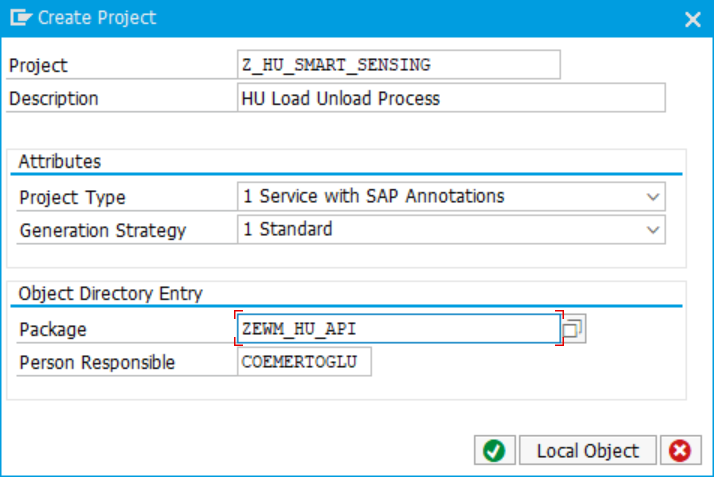 Create Project
Project Z_HU_SMART_SENSING
Description HU Load Unload Process
Attributes
Project Type 1 Service with SAP Annotations
Generation Strategy 1 Standard
Object Directory Entry
Package ZEWM_HU_API
Person Responsible COEMERTOGLU
Local Object